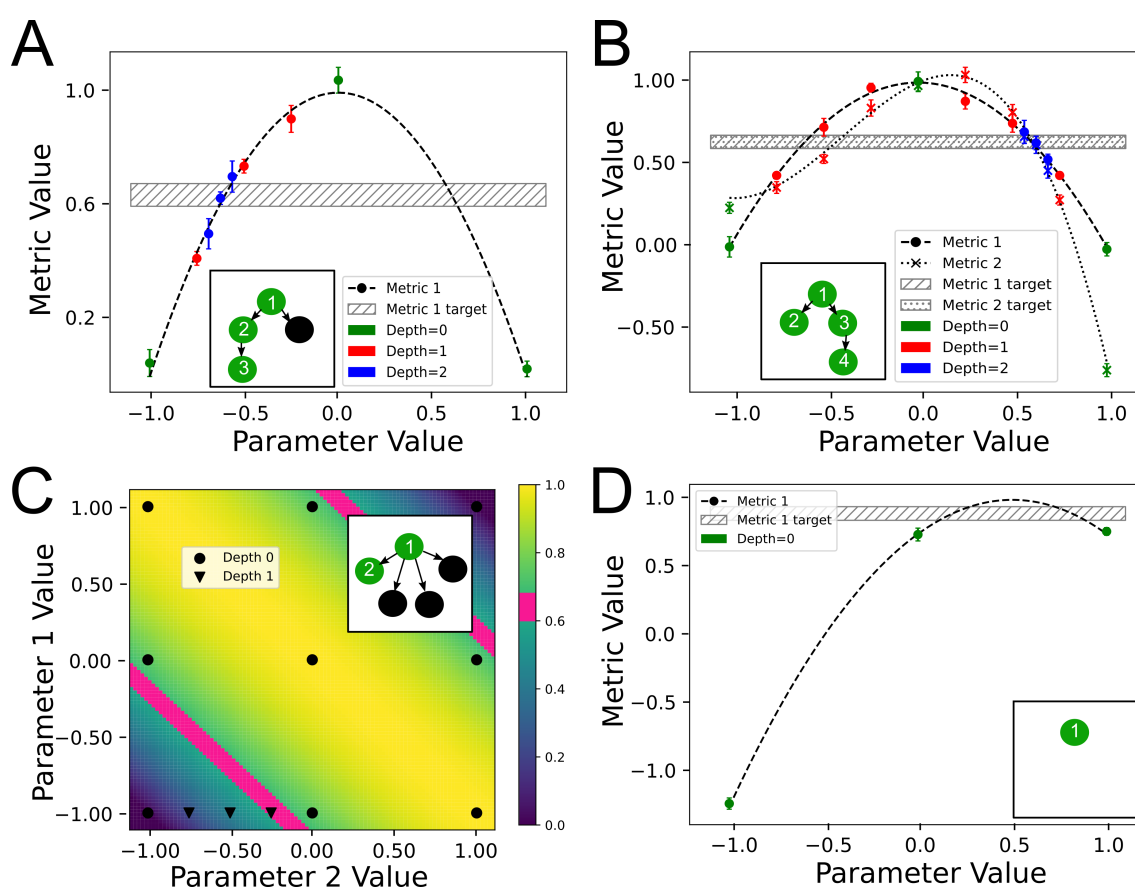 A
Metric Value
1.0
0.6
0.2
1
2
3
Metric 1
Metric 1 target
Depth=0
Depth=1
Depth=2
−1.0
−0.5
0.0
0.5
1.0
Parameter Value
B
Metric Value
1.00
0.50
0.00
−0.50
1
2
3
4
Metric 1
Metric 2
Metric 1 target
Metric 2 target
Depth=0
Depth=1
Depth=2
−1.0
−0.5
0.0
0.5
1.0
Parameter Value
C
Parameter 1 Value
1.00
0.50
0.00
−0.50
−1.00
Depth 0
Depth 1
1
2
1.0
0.8
0.6
0.4
0.2
0.0
−1.00
−0.50
0.00
0.50
1.00
Parameter 2 Value
D
Metric Value
1.0
0.5
0.0
−0.5
−1.0
Metric 1
Metric 1 target
Depth=0
1
−1.0
−0.5
0.0
0.5
1.0
Parameter Value